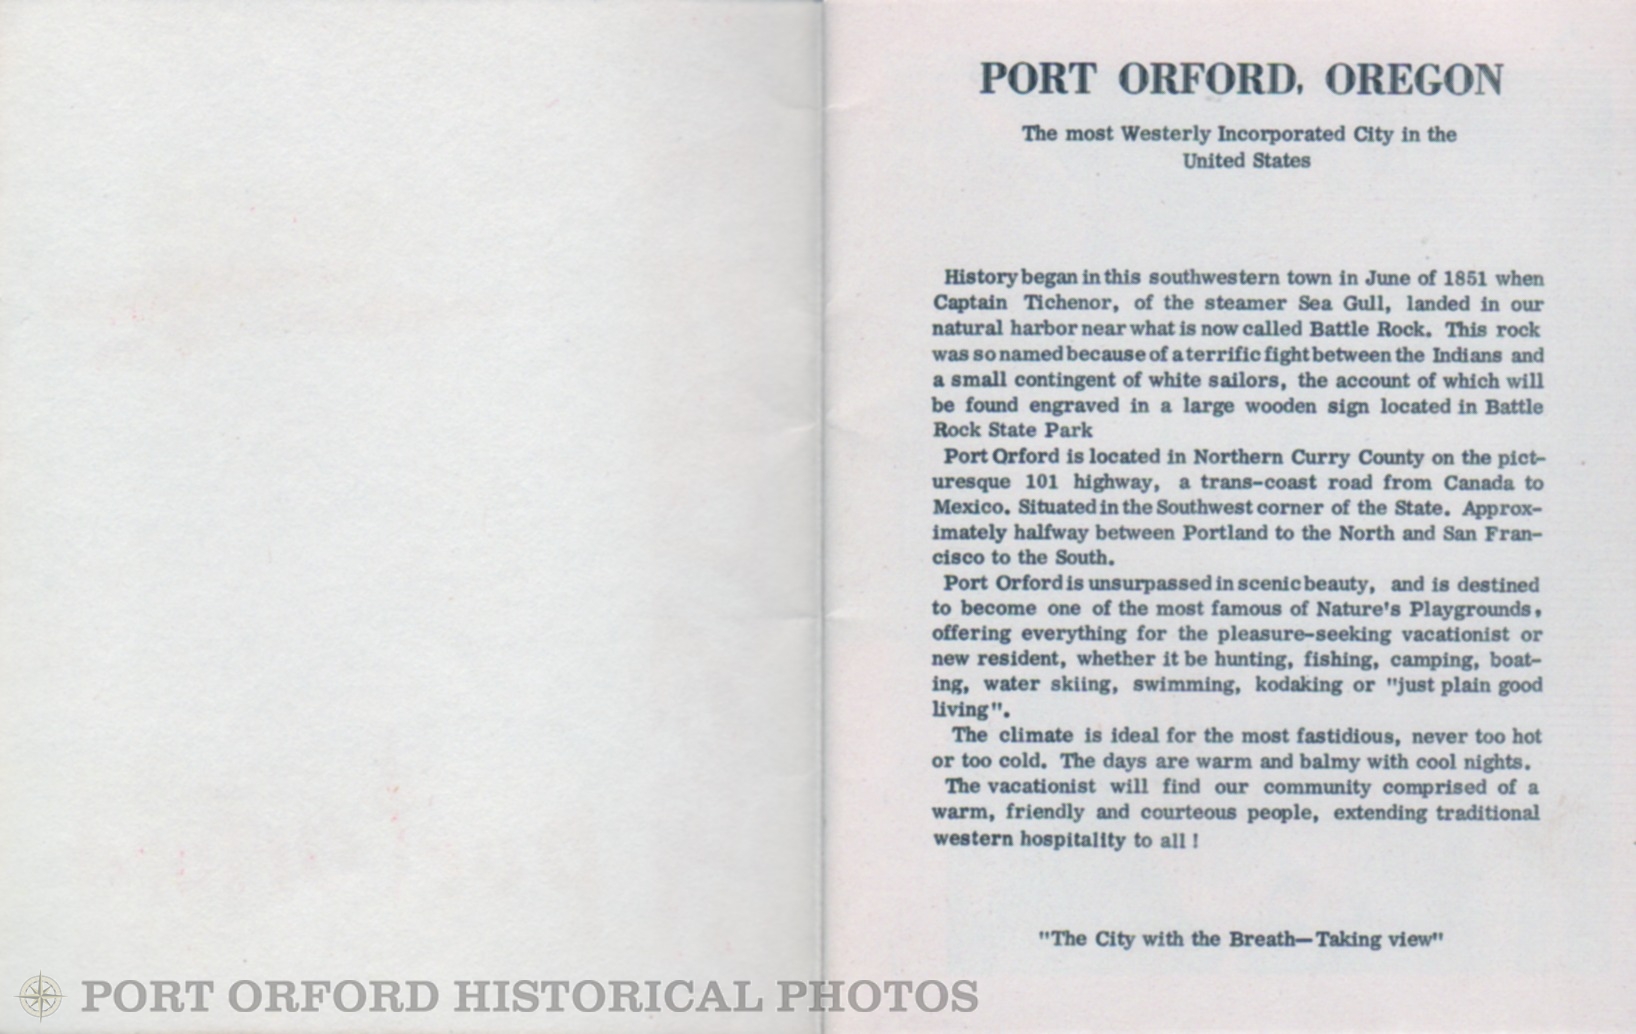 PORT ORFORD, OREGON
The most Westerly Incorporated City in the
United States
History began in this southwestern town in June of 1851 when
Captain Tichenor, of the steamer Sea Gull, landed in our
natural harbor near what is now called Battle Rock. This rock
was so named because of a terrific fight between the Indians and
a small contingent of white sailors, the account of which will
be found engraved in a large wooden sign located in Battle
Rock State Park
Port Orford is located in Northern Curry County on the pict-
uresque 101 highway, a trans-coast road from Canada to
Mexico. Situated in the Southwest corner of the State. Approx-
imately halfway between Portland to the North and San Fran-
cisco to the South.
Port Orford is unsurpassed in scenic beauty, and is destined
to become one of the most famous of Nature's Playgrounds,
offering everything for the pleasure-seeking vacationist or
new resident, whether it be hunting, fishing, camping, boat-
ing, water skiing, swimming, kodaking or "just plain good
living".
The climate is ideal for the most fastidious, never too hot
or too cold. The days are warm and balmy with cool nights.
The vacationist will find our community comprised of a
warm, friendly and courteous people, extending traditional
western hospitality to all !
"The City with the Breath—Taking view"
PORT ORFORD HISTORICAL PHOTOS